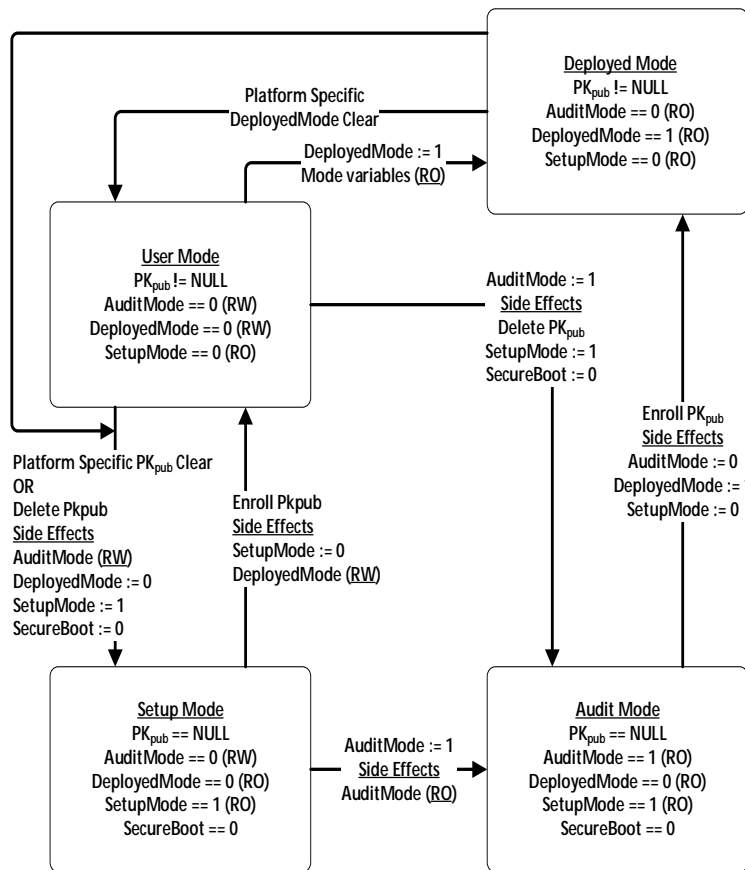 Deployed Mode
PKpub != NULL
AuditMode == 0 (RO)
DeployedMode == 1 (RO)
SetupMode == 0 (RO)
Platform Specific
DeployedMode Clear
DeployedMode := 1
Mode variables (RO)
User Mode
PKpub != NULL
AuditMode == 0 (RW)
DeployedMode == 0 (RW)
SetupMode == 0 (RO)
AuditMode := 1
Side Effects
Delete PKpub
SetupMode := 1
SecureBoot := 0
Enroll PKpub
Side Effects
AuditMode := 0
DeployedMode :=
SetupMode := 0
Platform Specific PKpub Clear
OR
Delete Pkpub
Side Effects
AuditMode (RW)
DeployedMode := 0
SetupMode := 1
SecureBoot := 0
Enroll Pkpub
Side Effects
SetupMode := 0
DeployedMode (RW)
Setup Mode
PKpub == NULL
AuditMode == 0 (RW)
DeployedMode == 0 (RO)
SetupMode == 1 (RO)
SecureBoot == 0
AuditMode := 1
Side Effects
AuditMode (RO)
Audit Mode
PKpub == NULL
AuditMode == 1 (RO)
DeployedMode == 0 (RO)
SetupMode == 1 (RO)
SecureBoot == 0